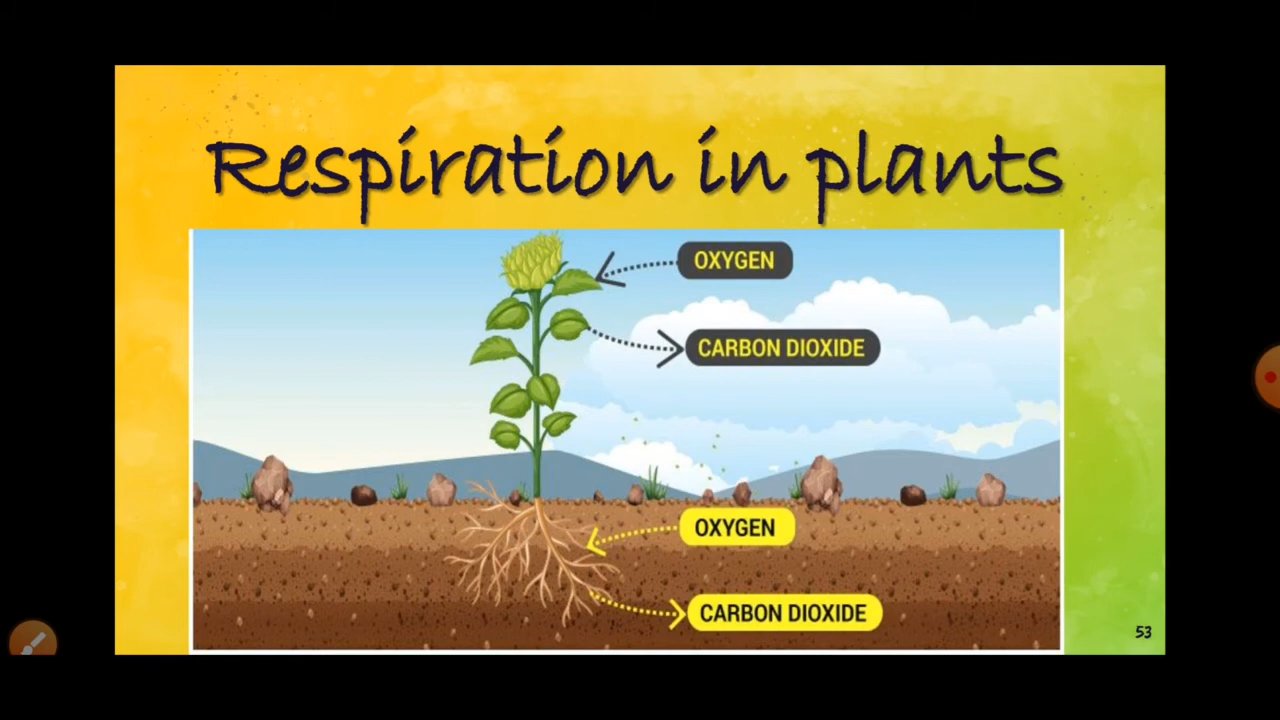 Respiration in plants
OXYGEN
CARBON DIOXIDE
OXYGEN
CARBON DIOXIDE
53